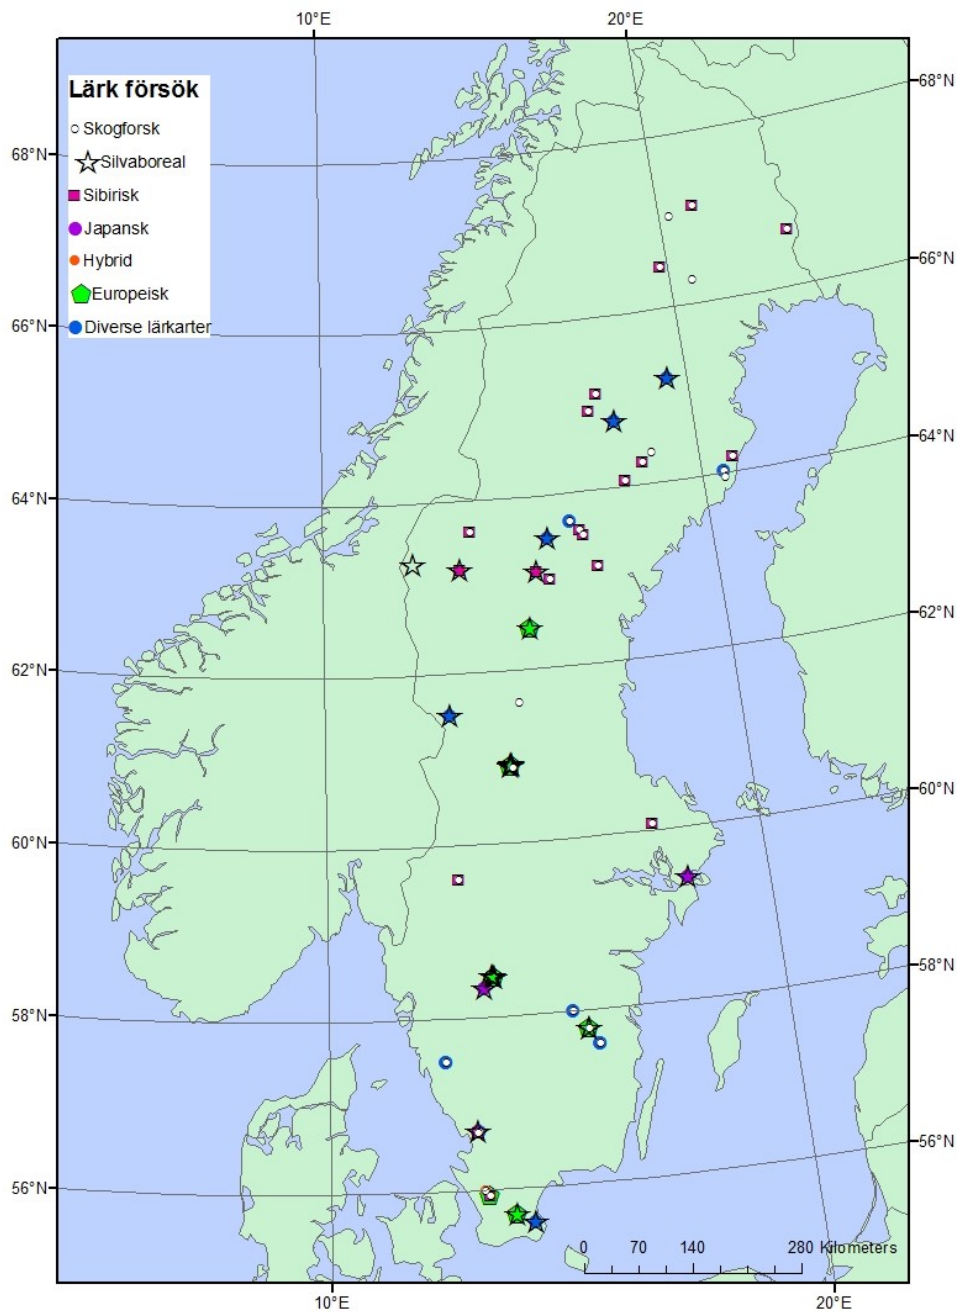 10°E
20°E
Lärk försök
Skogforsk
Silvaboreal
Sibirisk
Japansk
Hybrid
Europeisk
Diverse lärkarter
68°N
68°N
66°N
66°N
64°N
64°N
62°N
62°N
60°N
60°N
58°N
58°N
56°N
56°N
0 70 140 280 Kilometers
10°E
20°E